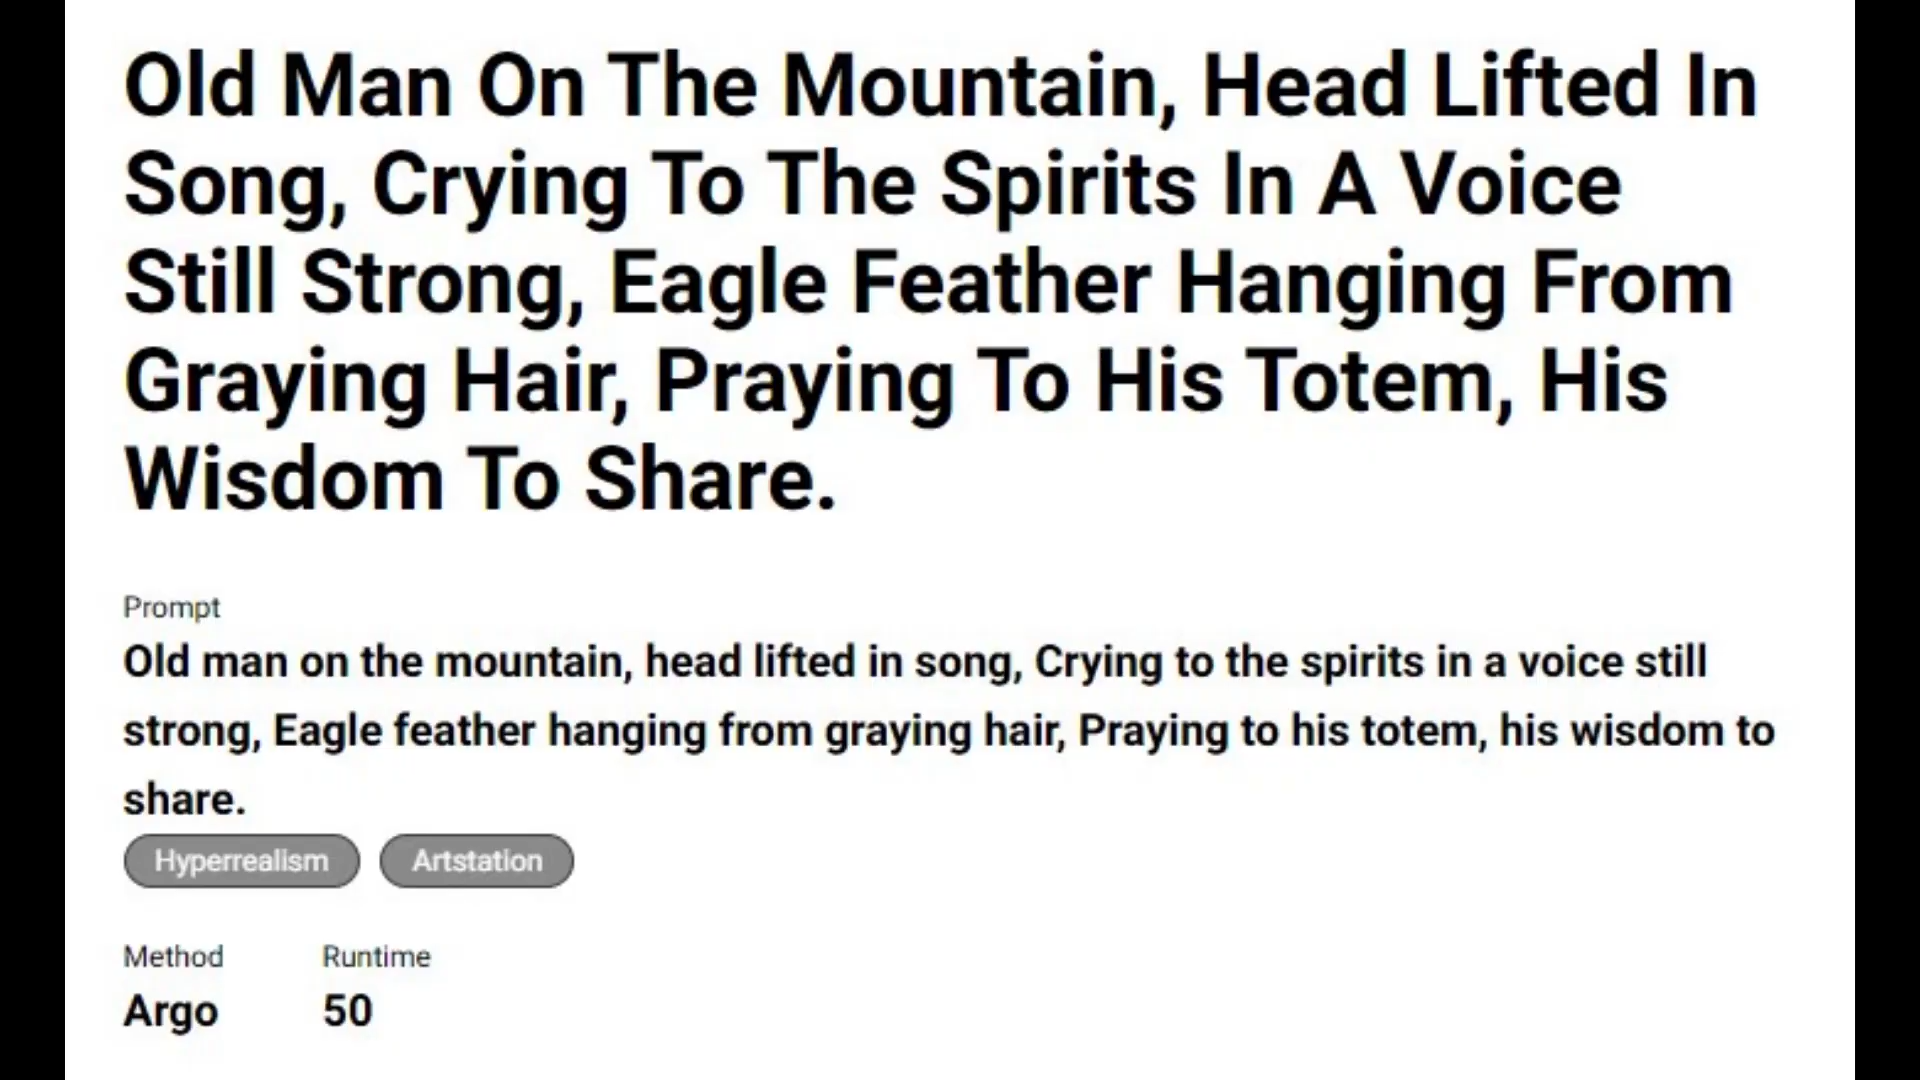 Old Man On The Mountain, Head Lifted In
Song, Crying To The Spirits In A Voice
Still Strong, Eagle Feather Hanging From
Graying Hair, Praying To His Totem, His
Wisdom To Share.
Prompt
Old man on the mountain, head lifted in song, Crying to the spirits in a voice still
strong, Eagle feather hanging from graying hair, Praying to his totem, his wisdom to
share.
Hyperrealism Artstation
Method Runtime
Argo 50